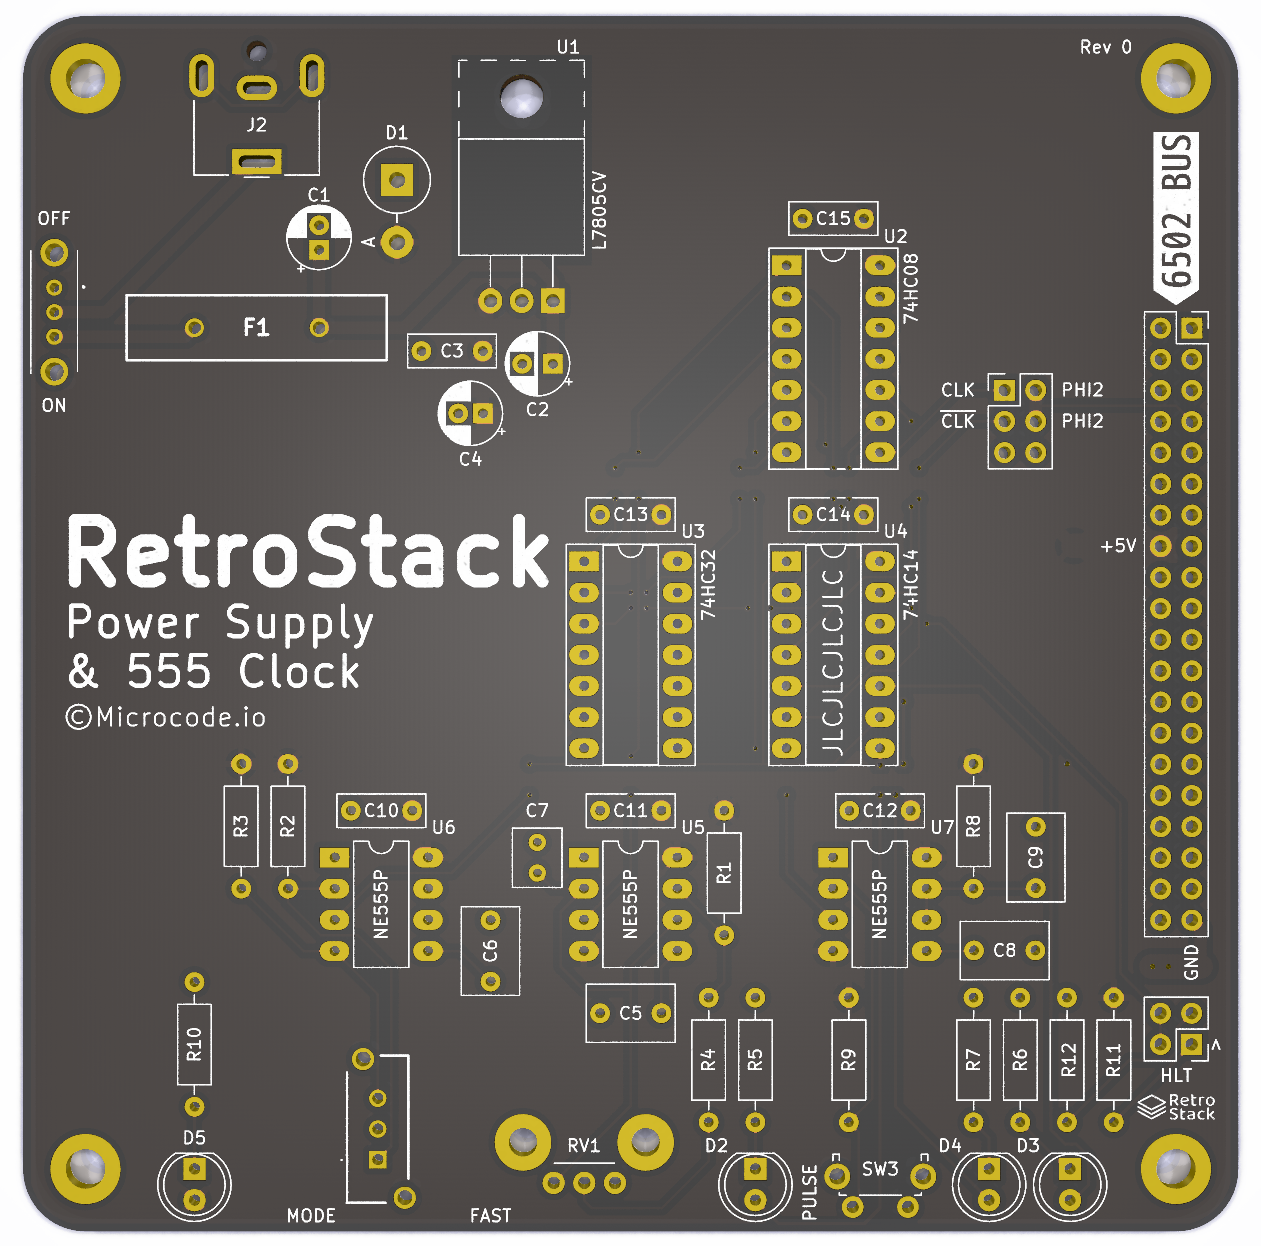 U1
Rev 0
J2
D1
6502 BUS
L7805CV
C1
OFF
A
+
C15
U2
74HC08
F1
C3
C2
+
ON
C4
+
CLK
PHI2
CLK
PHI2
RetroStack
Power Supply
& 555 Clock
©Microcode.io
C13
U3
74HC32
C14
U4
74HC14
JLCJLCJLCJLC
+5V
R3
R2
C10
U6
NE555P
C7
C11
U5
NE555P
R1
C12
U7
NE555P
R8
C9
C6
C8
GND
C5
R10
R4
R5
R9
R7
R6
R12
R11
HLT
Retro
Stack
D5
RV1
D2
PULSE
SW3
D4
D3
MODE
FAST